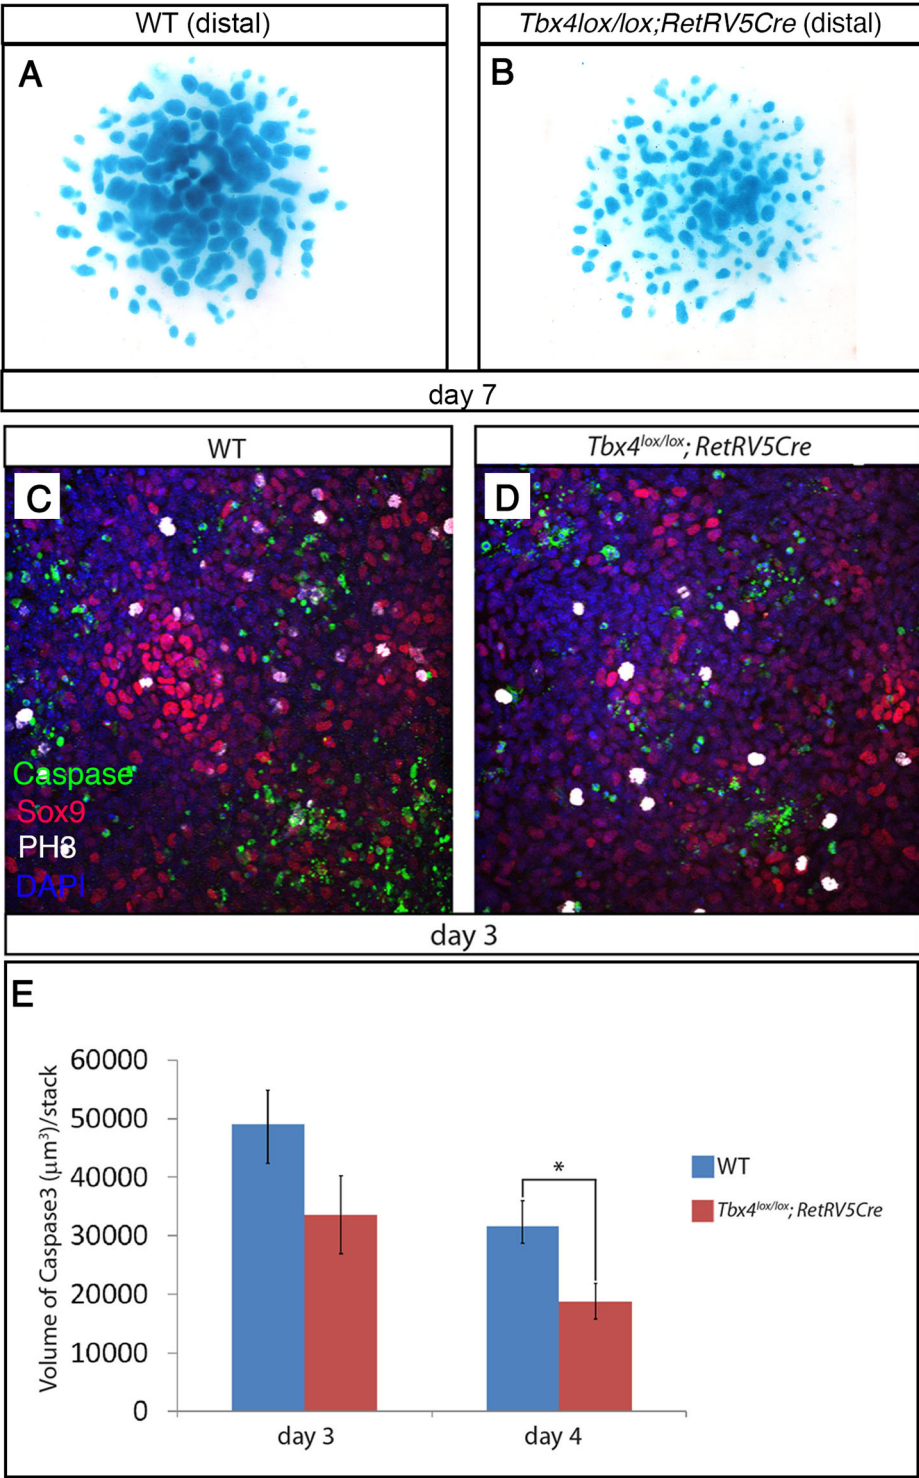 WT (distal)
Tbx4lox/lox;RetRV5Cre (distal)
A
B
day 7
WT
Tbx4lox/lox; RetRV5Cre
C
D
Caspase
Sox9
PH3
DAPI
day 3
E
Volume of Caspase3 (µm³)/stack
60000
50000
40000
30000
20000
10000
0
*
day 3
day 4
WT
Tbx4lox/lox; RetRV5Cre